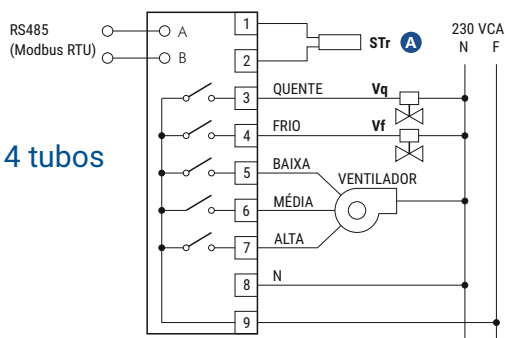 RS485
(Modbus RTU)
A
B
4 tubos
1
2
3
4
5
6
7
8
9
STr A
230 VCA
N F
QUENTE Vq
FRIO Vf
BAIXA
MÉDIA
ALTA
VENTILADOR
N